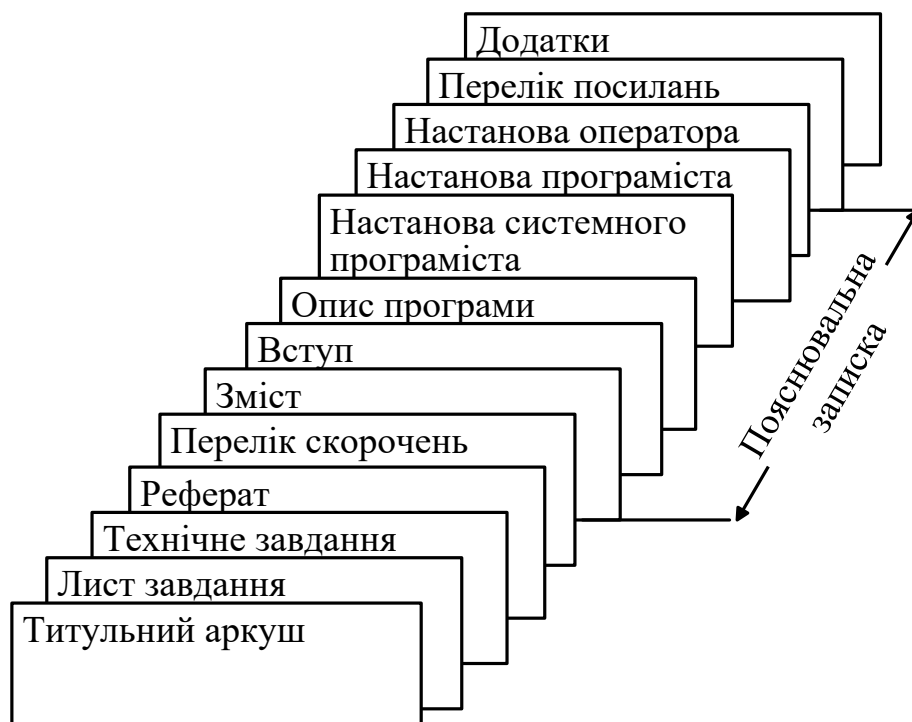 Додатки
Перелік посилань
Настанова оператора
Настанова програміста
Настанова системного
програміста
Опис програми
Вступ
Зміст
Перелік скорочень
Реферат
Технічне завдання
Лист завдання
Титульний аркуш
Пояснювальна
записка